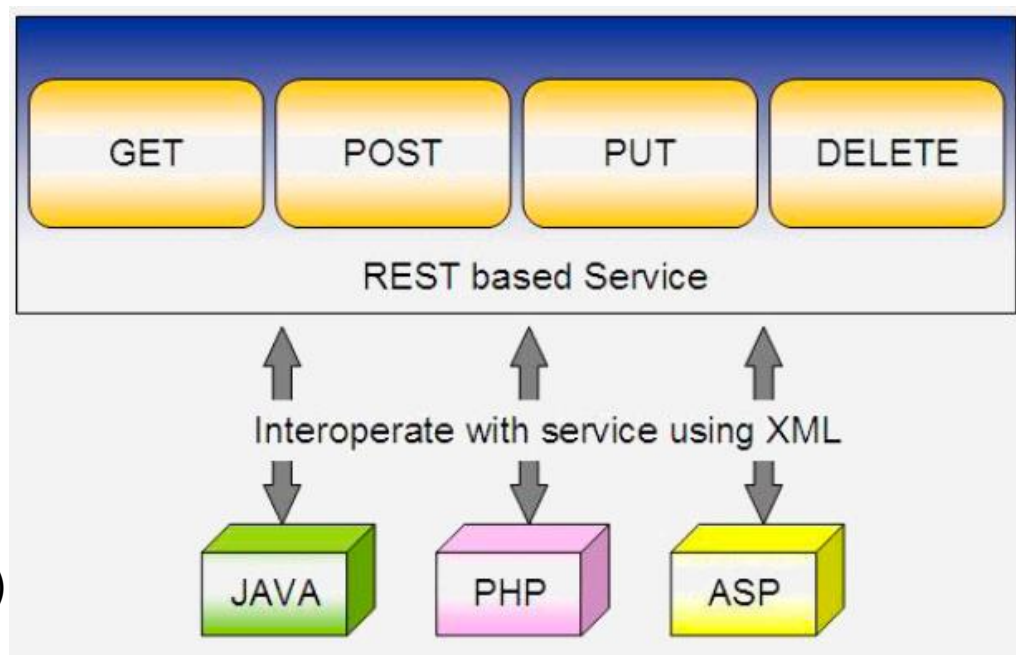 GET POST PUT DELETE
REST based Service
Interoperate with service using XML
)
JAVA PHP ASP